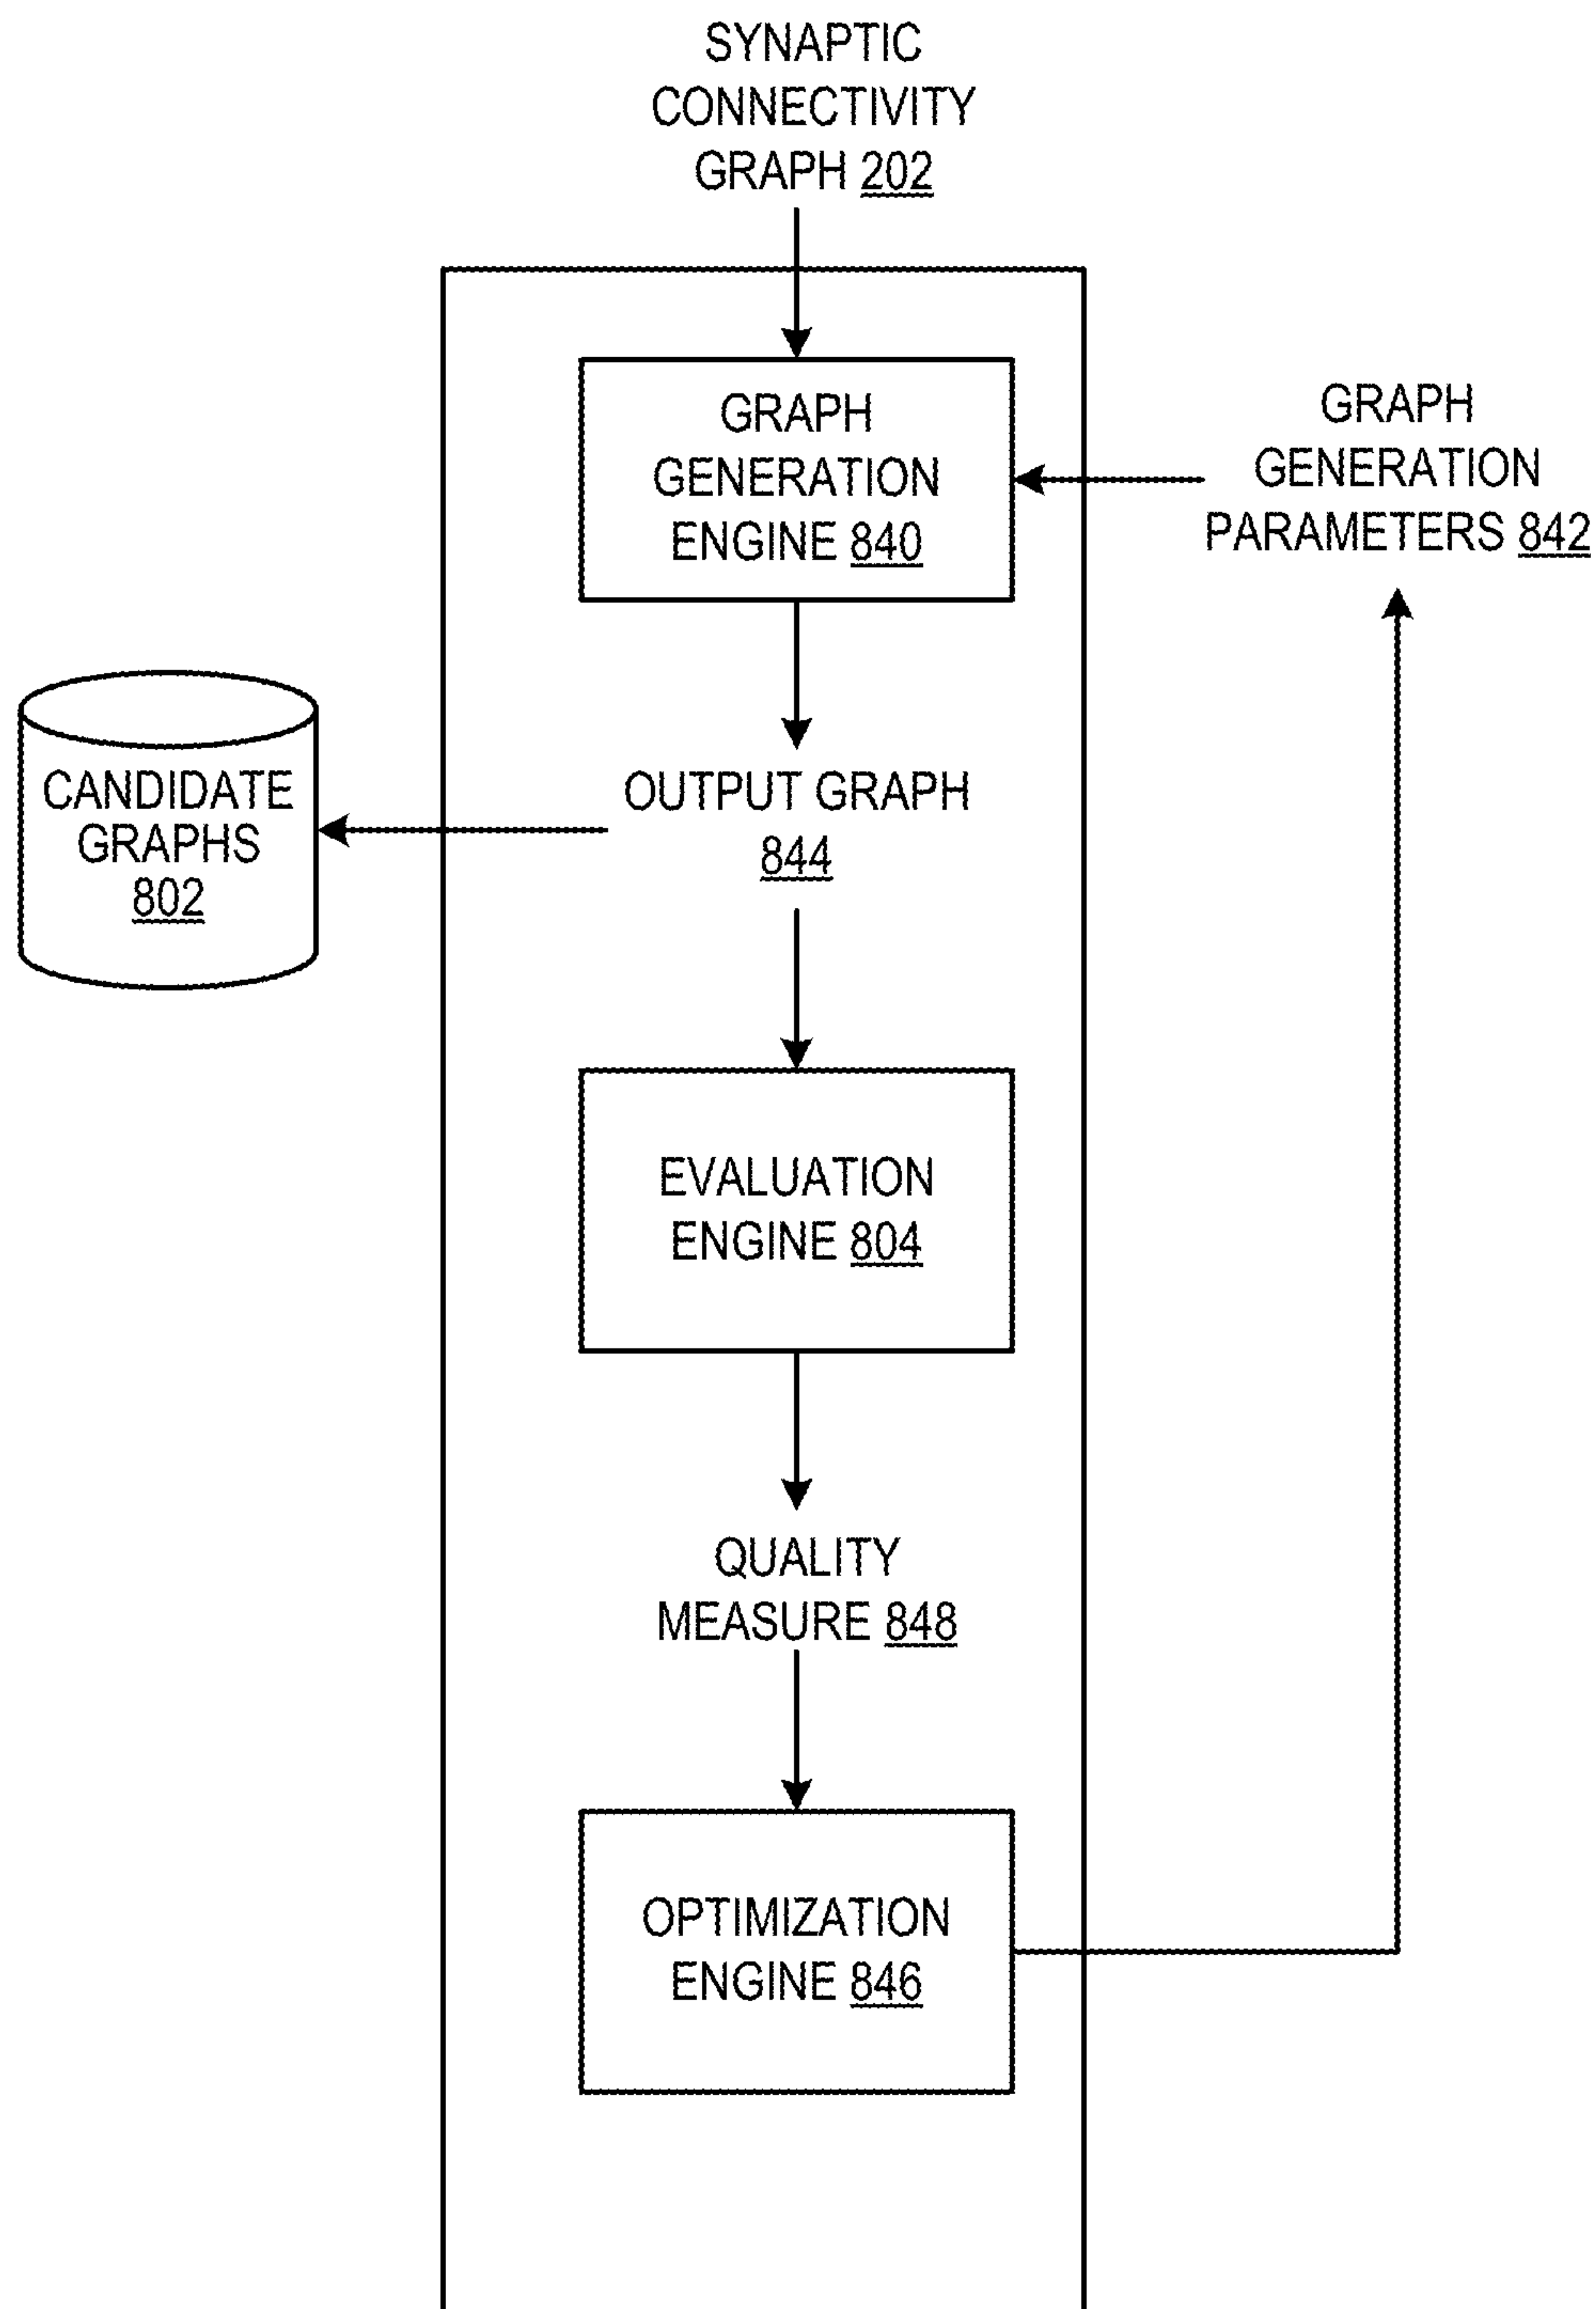 SYNAPTIC
CONNECTIVITY
GRAPH 202
GRAPH
GENERATION
ENGINE 840
GRAPH
GENERATION
PARAMETERS 842
CANDIDATE
GRAPHS
802
OUTPUT GRAPH
844
EVALUATION
ENGINE 804
QUALITY
MEASURE 848
OPTIMIZATION
ENGINE 846